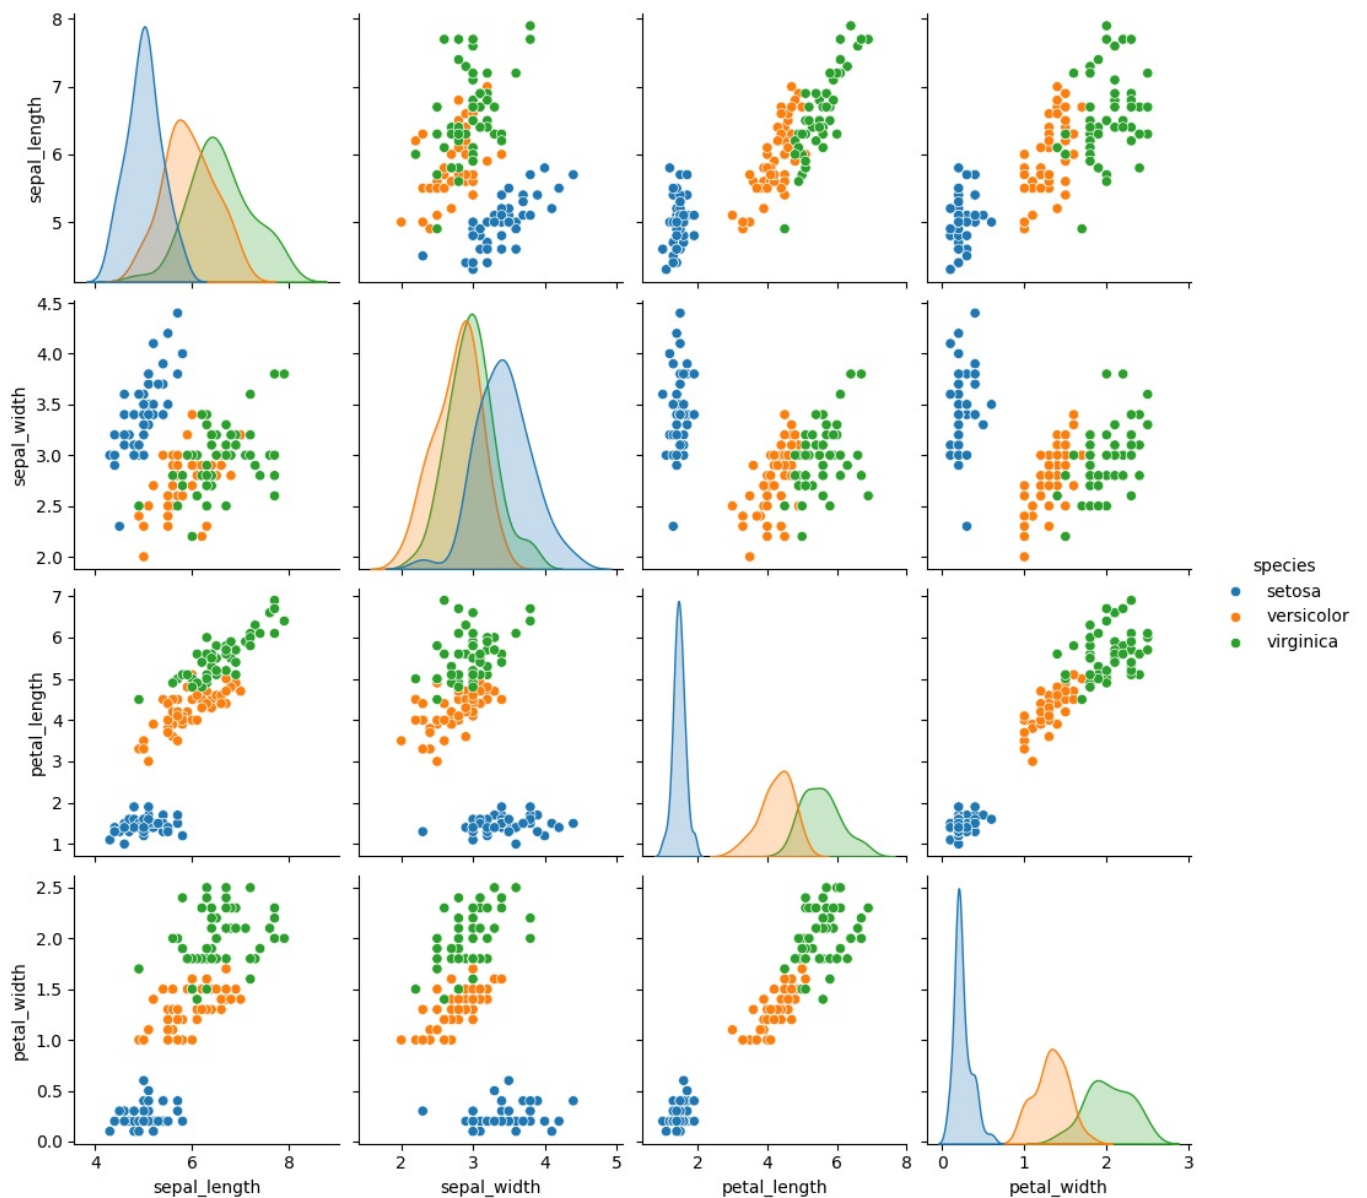 8
7
6
5
sepal_length
4.5
4.0
3.5
3.0
2.5
2.0
sepal_width
7
6
5
4
3
2
1
petal_length
2.5
2.0
1.5
1.0
0.5
0.0
petal_width
4 6 8
sepal_length
2 3 4 5
sepal_width
2 4 6 8
petal_length
0 1 2 3
petal_width
species
setosa
versicolor
virginica